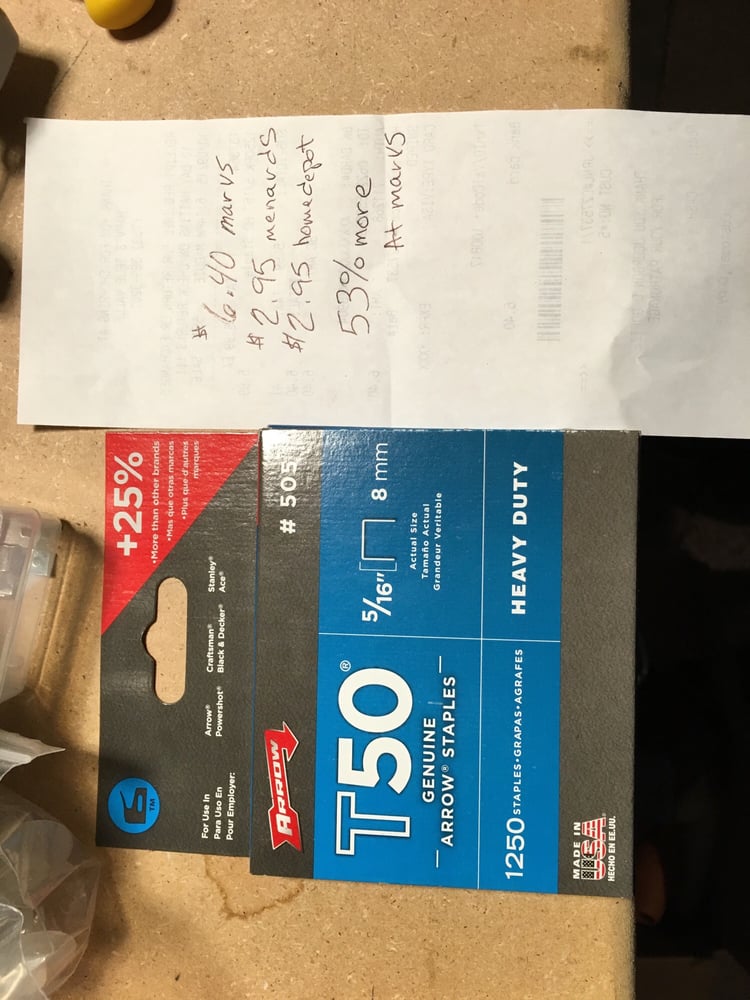 $6.40 marvs
$2.95 menards
$2.95 homedepot
53% more
At marvs
+25%
•More than other brands
•Mas que otras marcas
•Plus que d'autres
marques
6™
For Use In
Para Uso En
Pour Employer:
Arrow®
Powershot®
Craftsman®
Black & Decker®
Stanley®
Ace®
ARROW
# 505
T50®
GENUINE
ARROW® STAPLES
5/16" 8 mm
Actual Size
Tamaño Actual
Grandeur Veritable
1250 STAPLES•GRAPAS•AGRAFES
HEAVY DUTY
MADE IN
USA
HECHO EN EE.UU.